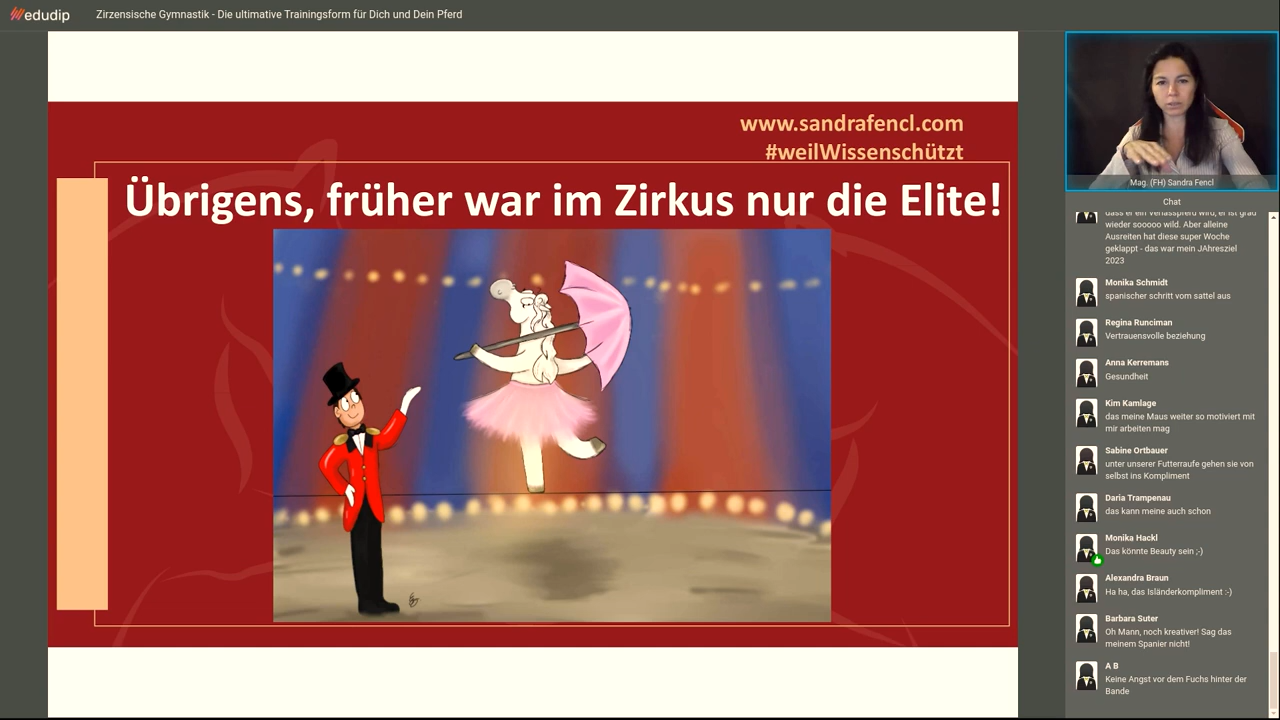 edudip
Zirzensische Gymnastik - Die ultimative Trainingsform für Dich und Dein Pferd
www.sandrafencl.com
#weilWissenschützt
Übrigens, früher war im Zirkus nur die Elite!
Mag. (FH) Sandra Fencl
Chat
dass er ein Verlasspferd wird, er ist grad
wieder sooooo wild. Aber alleine
Ausreiten hat diese super Woche
geklappt - das war mein JAhresziel
2023
Monika Schmidt
spanischer schritt vom sattel aus
Regina Runciman
Vertrauensvolle beziehung
Anna Kerremans
Gesundheit
Kim Kamlage
das meine Maus weiter so motiviert mit
mir arbeiten mag
Sabine Ortbauer
unter unserer Futterraufe gehen sie von
selbst ins Kompliment
Daria Trampenau
das kann meine auch schon
Monika Hackl
Das könnte Beauty sein ;-)
Alexandra Braun
Ha ha, das Isländerkompliment :-)
Barbara Suter
Oh Mann, noch kreativer! Sag das
meinem Spanier nicht!
A B
Keine Angst vor dem Fuchs hinter der
Bande